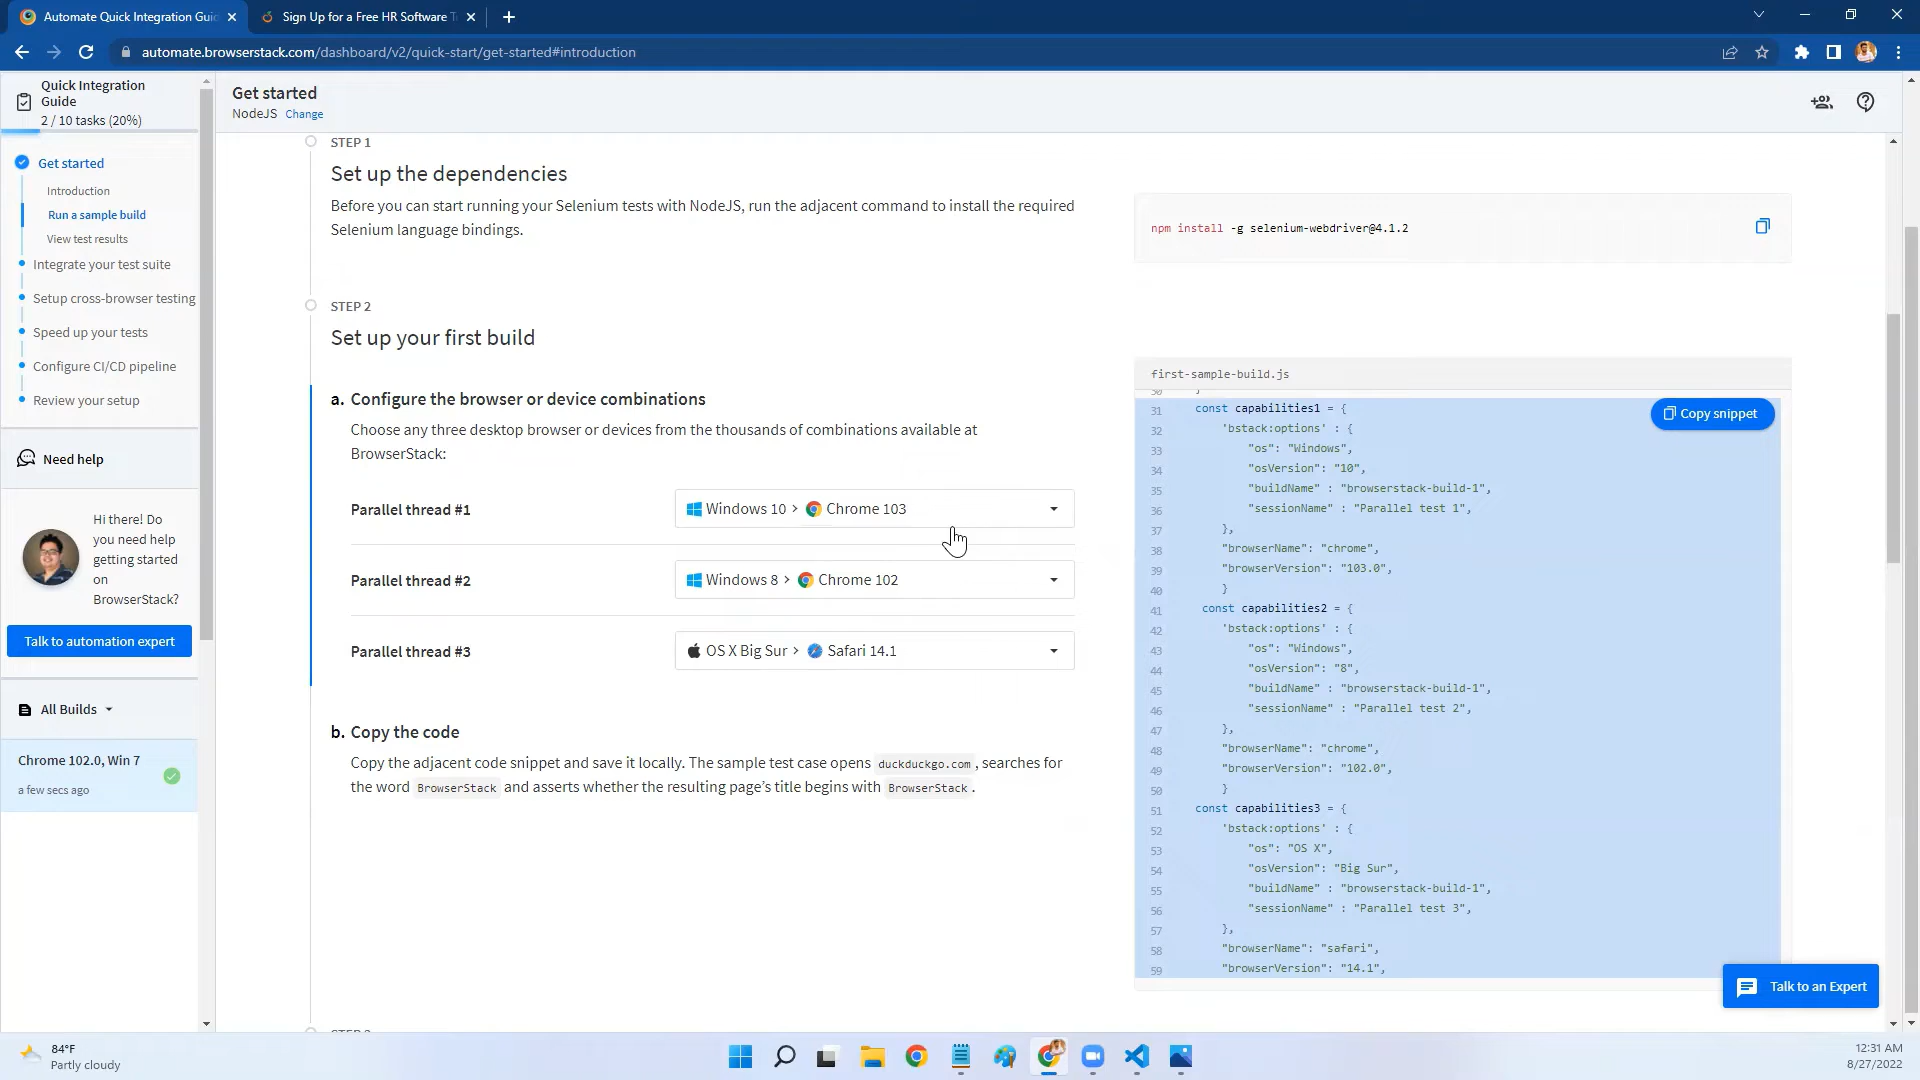 Automate Quick Integration Gui
Sign Up for a Free HR Software T
automate.browserstack.com/dashboard/v2/quick-start/get-started#introduction
Quick Integration
Guide
2 / 10 tasks (20%)
Get started
Introduction
Run a sample build
View test results
Integrate your test suite
Setup cross-browser testing
Speed up your tests
Configure CI/CD pipeline
Review your setup
Need help
Hi there! Do
you need help
getting started
on
BrowserStack?
Talk to automation expert
All Builds
Chrome 102.0, Win 7
a few secs ago
Get started
NodeJS Change
STEP 1
Set up the dependencies
Before you can start running your Selenium tests with NodeJS, run the adjacent command to install the required
Selenium language bindings.
npm install -g selenium-webdriver@4.1.2
STEP 2
Set up your first build
a. Configure the browser or device combinations
Choose any three desktop browser or devices from the thousands of combinations available at
BrowserStack:
Parallel thread #1
Windows 10 > Chrome 103
Parallel thread #2
Windows 8 > Chrome 102
Parallel thread #3
OS X Big Sur > Safari 14.1
b. Copy the code
Copy the adjacent code snippet and save it locally. The sample test case opens duckduckgo.com, searches for
the word BrowserStack and asserts whether the resulting page's title begins with BrowserStack.
first-sample-build.js
Copy snippet
30 }
31 const capabilities1 = {
32 'bstack:options' : {
33 "os": "Windows",
34 "osVersion": "10",
35 "buildName" : "browserstack-build-1",
36 "sessionName" : "Parallel test 1",
37 },
38 "browserName": "chrome",
39 "browserVersion": "103.0",
40 }
41 const capabilities2 = {
42 'bstack:options' : {
43 "os": "Windows",
44 "osVersion": "8",
45 "buildName" : "browserstack-build-1",
46 "sessionName" : "Parallel test 2",
47 },
48 "browserName": "chrome",
49 "browserVersion": "102.0",
50 }
51 const capabilities3 = {
52 'bstack:options' : {
53 "os": "OS X",
54 "osVersion": "Big Sur",
55 "buildName" : "browserstack-build-1",
56 "sessionName" : "Parallel test 3",
57 },
58 "browserName": "safari",
59 "browserVersion": "14.1",
Talk to an Expert
STEP 3
84°F
Partly cloudy
12:31 AM
8/27/2022